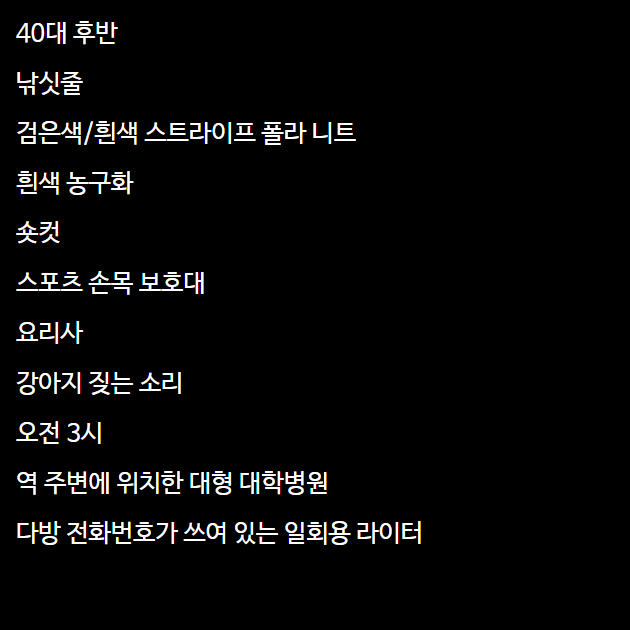 40대 후반
낚싯줄
검은색/흰색 스트라이프 폴라 니트
흰색 농구화
숏컷
스포츠 손목 보호대
요리사
강아지 짖는 소리
오전 3시
역 주변에 위치한 대형 대학병원
다방 전화번호가 쓰여 있는 일회용 라이터